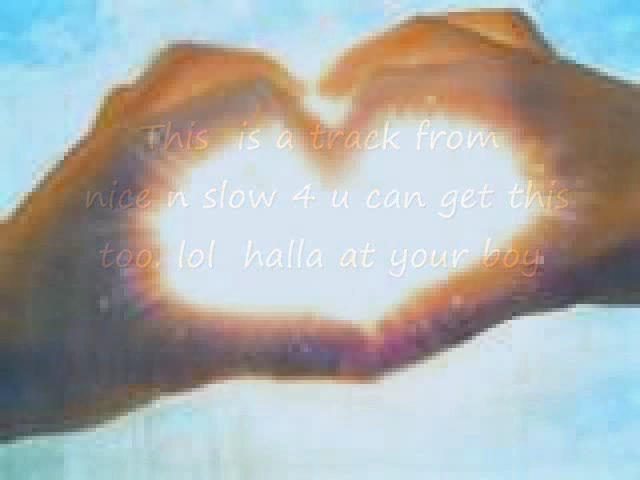 This  is a track from
nice n slow 4 u can get this
too. lol  halla at your boy